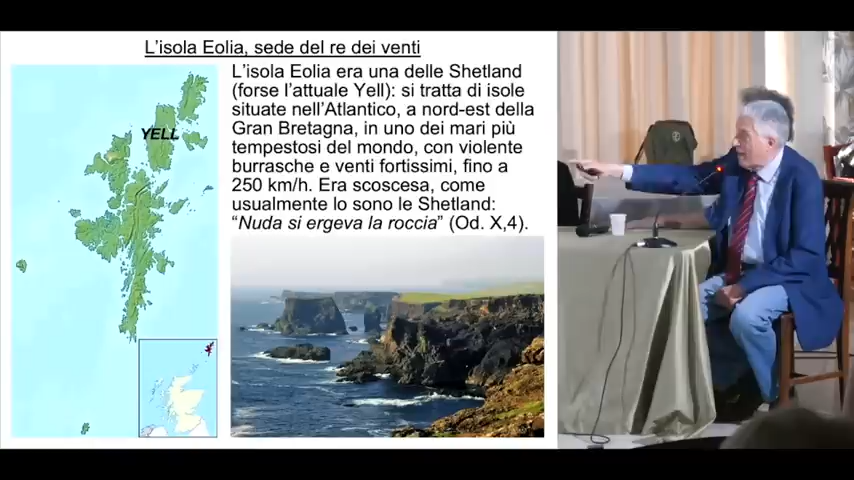 L'isola Eolia, sede del re dei venti
L'isola Eolia era una delle Shetland
(forse l'attuale Yell): si tratta di isole
situate nell'Atlantico, a nord-est della
Gran Bretagna, in uno dei mari più
tempestosi del mondo, con violente
burrasche e venti fortissimi, fino a
250 km/h. Era scoscesa, come
usualmente lo sono le Shetland:
“Nuda si ergeva la roccia” (Od. X,4).
YELL